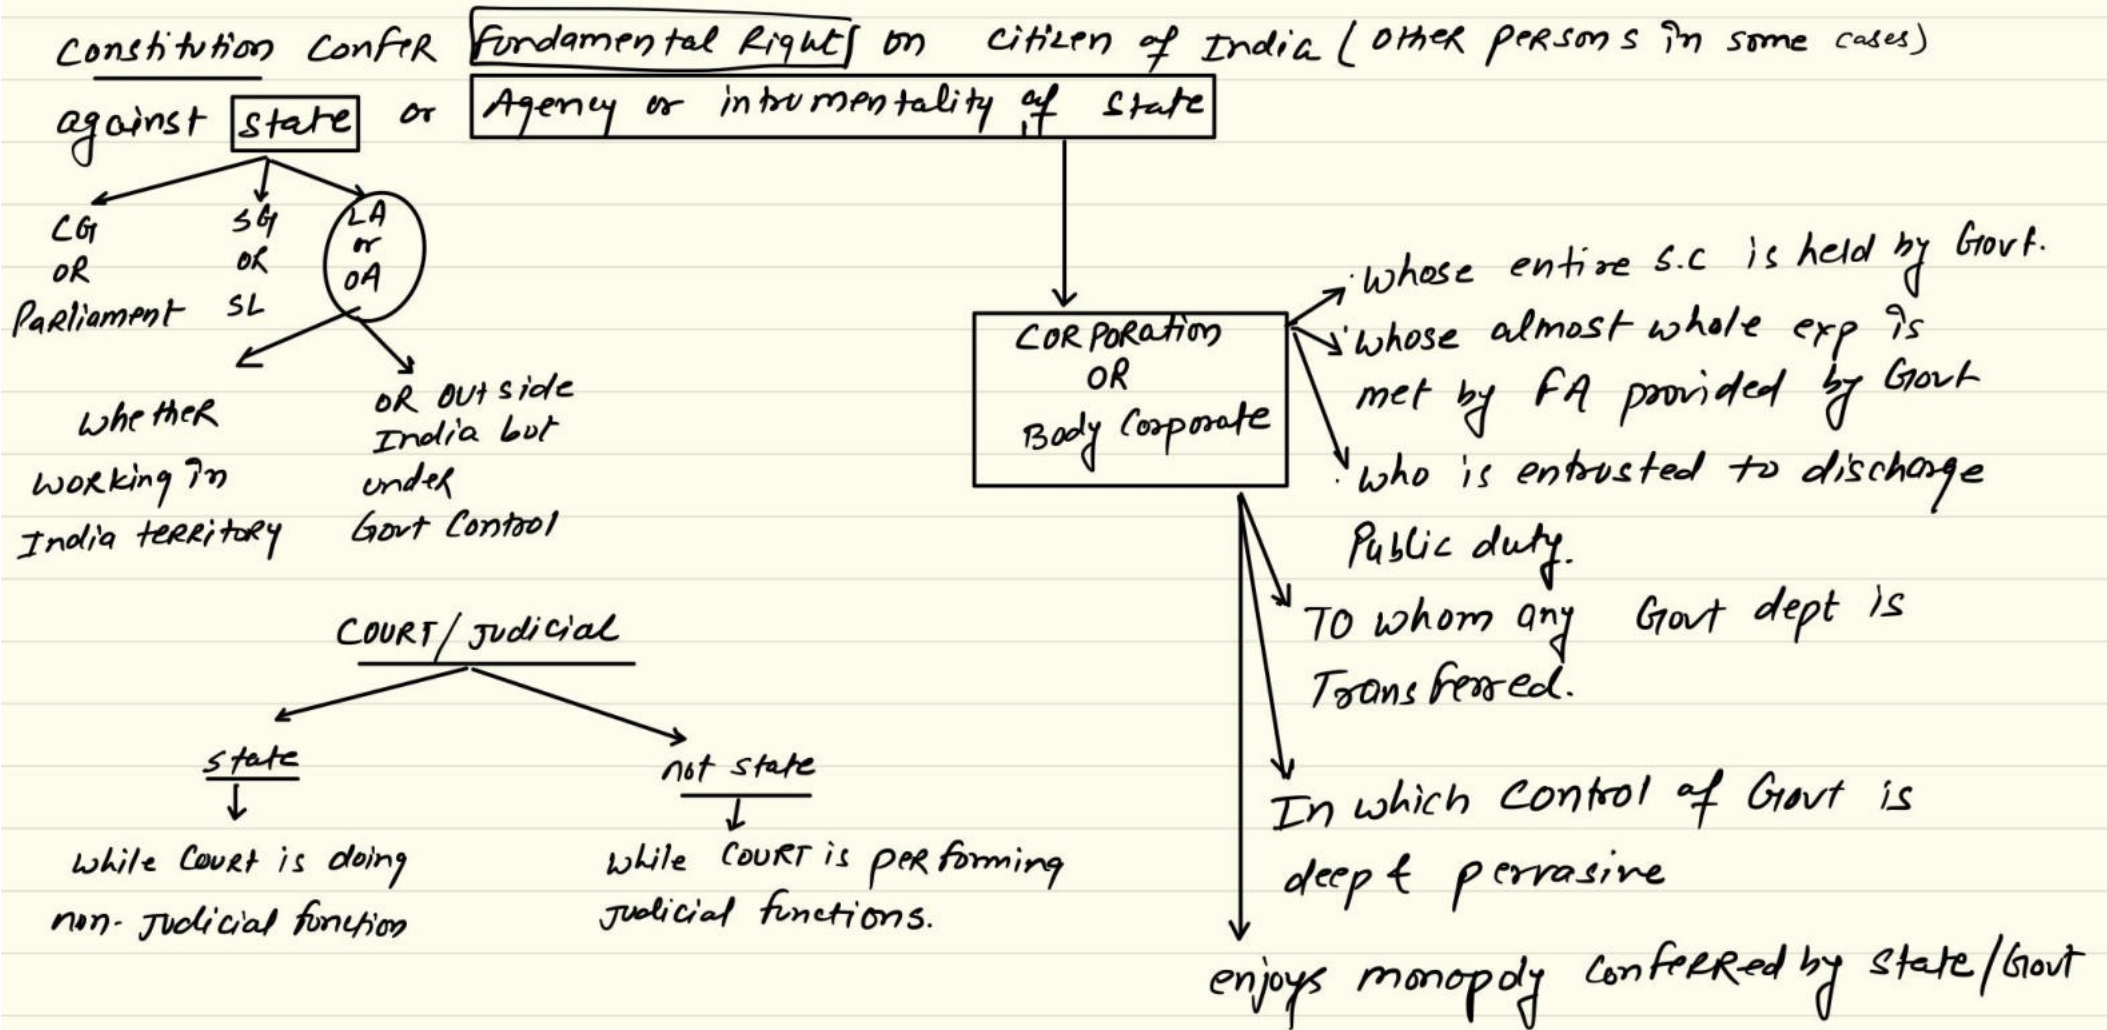 Constitution Confer Fundamental Right on citizen of India (other persons in some cases)
against state or Agency or intrumentality of State
CG
OR
Parliament
SG
OR
SL
LA
or
OA
whether
working in
India territory
OR outside
India but
under
Govt Control
CORPORation
OR
Body Corporate
. whose entire s.c is held by Govt.
. whose almost whole exp is
met by FA provided by Govt
. who is entrusted to discharge
Public duty.
To whom any Govt dept is
Transferred.
In which control of Govt is
deep & pervasive
enjoys monopoly conferred by state/Govt
COURT/Judicial
state
while Court is doing
non-Judicial function
not state
while COURT is performing
Judicial functions.